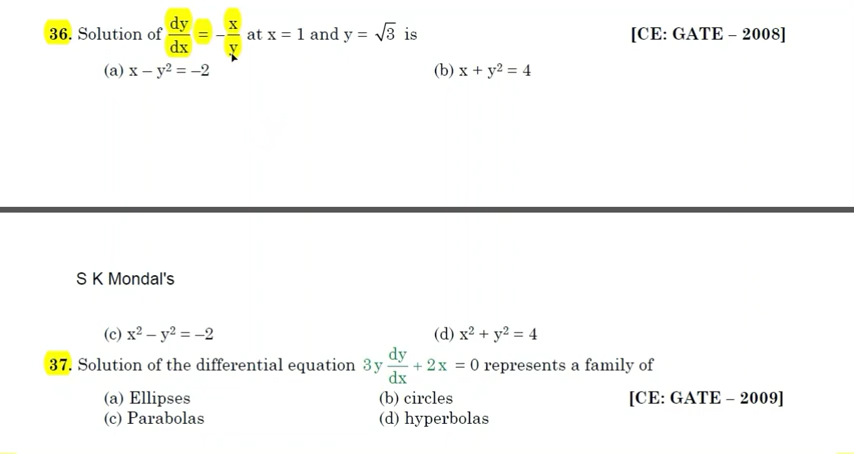 36. Solution of dy/dx = −x/y at x = 1 and y = √3 is [CE: GATE – 2008]
(a) x – y² = –2 (b) x + y² = 4
S K Mondal's
(c) x² – y² = –2 (d) x² + y² = 4
37. Solution of the differential equation 3y dy/dx + 2x = 0 represents a family of
(a) Ellipses (b) circles [CE: GATE – 2009]
(c) Parabolas (d) hyperbolas